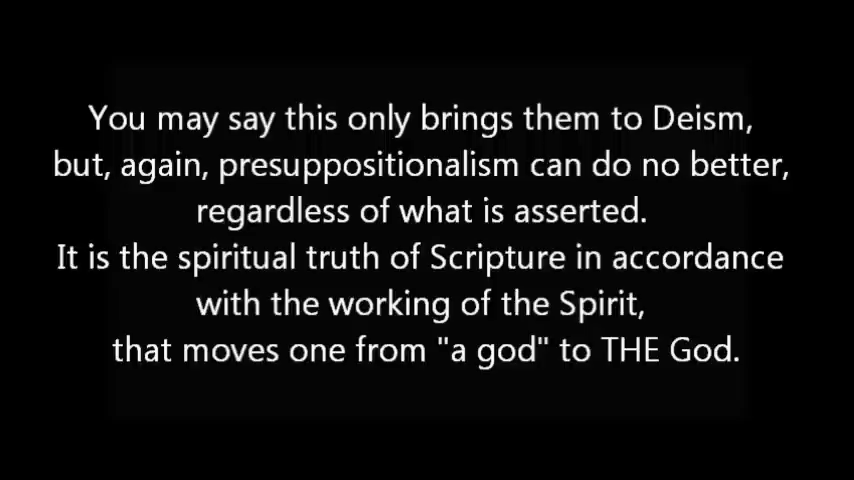 You may say this only brings them to Deism,
but, again, presuppositionalism can do no better,
regardless of what is asserted.
It is the spiritual truth of Scripture in accordance
with the working of the Spirit,
that moves one from "a god" to THE God.